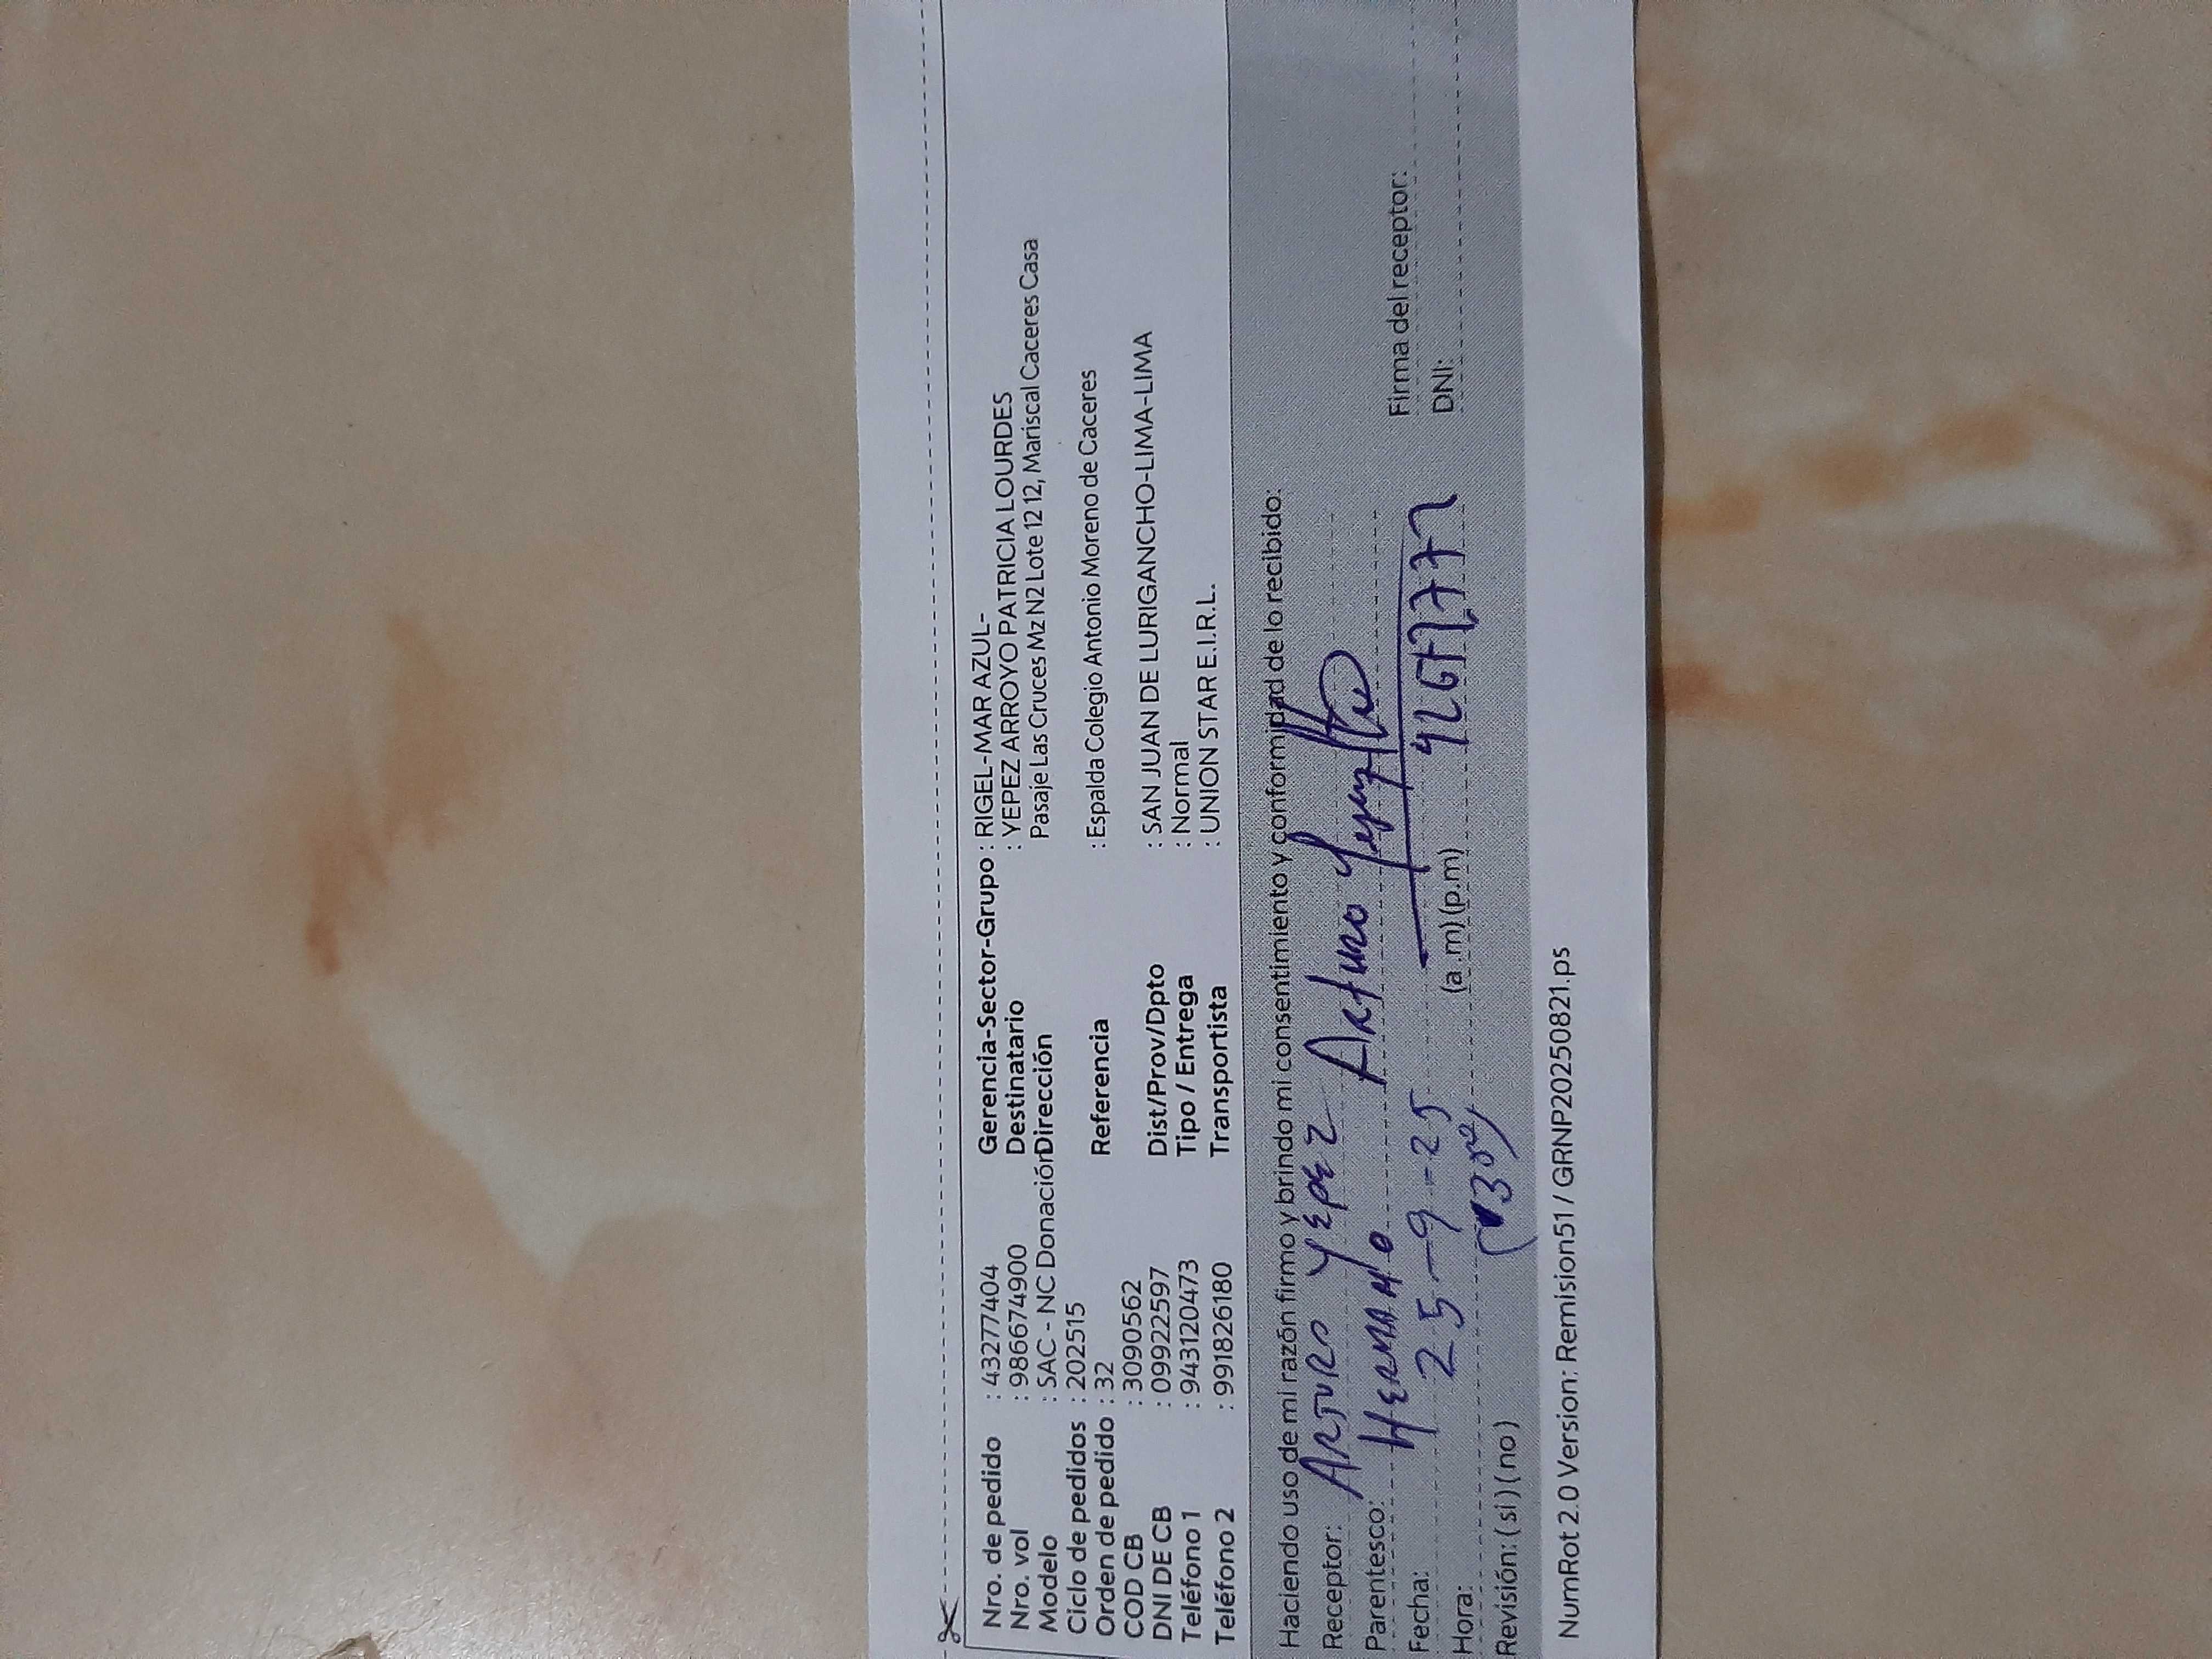 Nro. de pedido : 43277404 Gerencia-Sector-Grupo : RIGEL-MAR AZUL-
Nro. vol : 986674900 Destinatario : YEPEZ ARROYO PATRICIA LOURDES
Modelo : SAC - NC Donación Dirección Pasaje Las Cruces Mz N2 Lote 12 12, Mariscal Caceres Casa
Ciclo de pedidos : 202515
Orden de pedido : 32 Referencia : Espalda Colegio Antonio Moreno de Caceres
COD CB : 3090562
DNI DE CB : 09922597 Dist/Prov/Dpto : SAN JUAN DE LURIGANCHO-LIMA-LIMA
Teléfono 1 : 943120473 Tipo / Entrega : Normal
Teléfono 2 : 991826180 Transportista : UNION STAR E.I.R.L.
Haciendo uso de mi razón firmo y brindo mi consentimiento y conformidad de lo recibido:
Receptor: ARTURO YÉPEZ Arturo Yepez
Parentesco: HERMANO
Fecha: 25-9-25 Firma del receptor:
Hora: (a .m) (p.m) DNI:
Revisión: ( si ) ( no )
NumRot 2.0 Version: Remision51 / GRNP20250821.ps